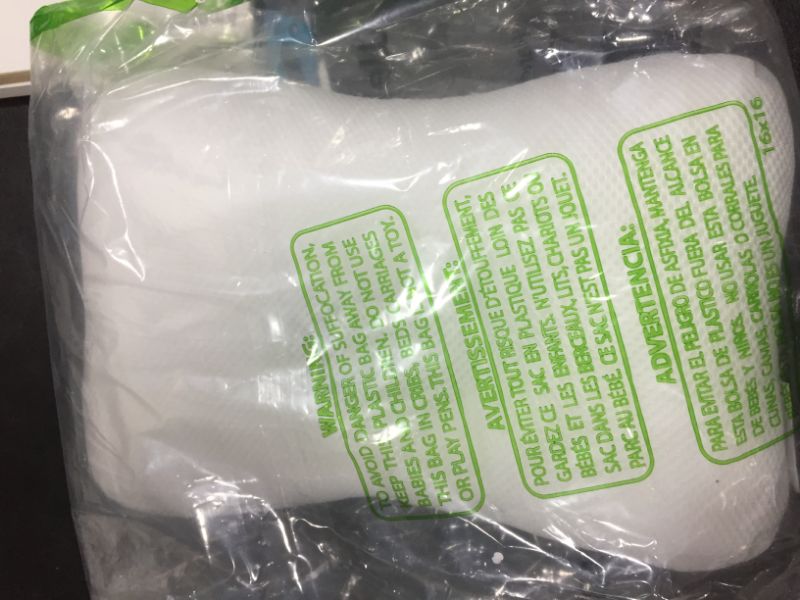 WARNING:
TO AVOID DANGER OF SUFFOCATION,
KEEP THIS PLASTIC BAG AWAY FROM
BABIES AND CHILDREN. DO NOT USE
THIS BAG IN CRIBS, BEDS, CARRIAGES
OR PLAY PENS. THIS BAG IS NOT A TOY.
AVERTISSEMENT:
POUR ÉVITER TOUT RISQUE D'ÉTOUFFEMENT,
GARDEZ CE SAC EN PLASTIQUE LOIN DES
BÉBÉS ET LES ENFANTS. N'UTILISEZ PAS CE
SAC DANS LES BERCEAUX, LITS, CHARIOTS OU
PARC AU BÉBÉ. CE SAC N'EST PAS UN JOUET.
ADVERTENCIA:
PARA EVITAR EL PELIGRO DE ASTIXIA, MANTENGA
ESTA BOLSA DE PLASTICO FUERA DEL ALCANCE
DE BEBES Y NIÑOS. NO USAR ESTA BOLSA EN
CUNAS, CAMAS, CARRIOLAS O CORRALES PARA
UN JUGUETE.
16x16